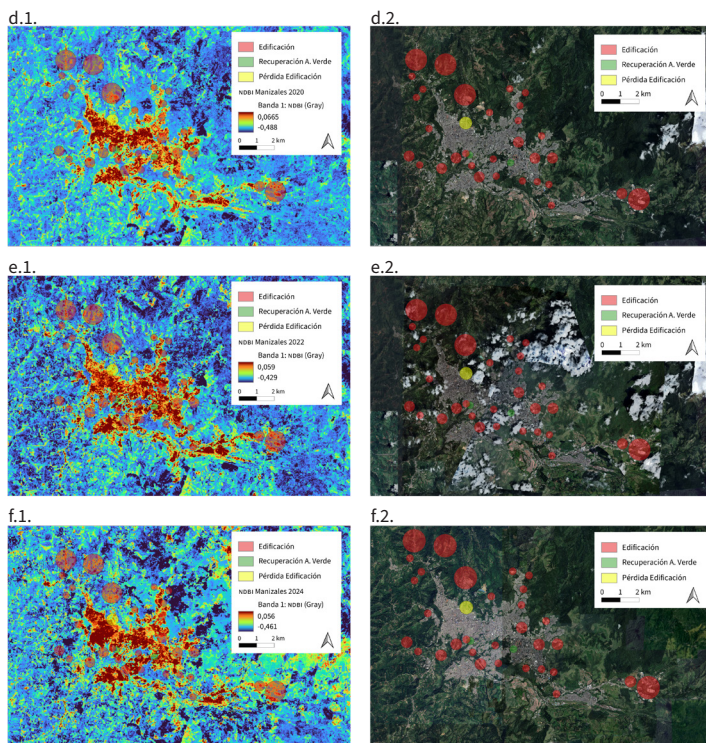 d.1.
Edificación
Recuperación A. Verde
Pérdida Edificación
NDBI Manizales 2020
Banda 1: NDBI (Gray)
0,0665
-0,488
0 1 2 km
d.2.
Edificación
Recuperación A. Verde
Pérdida Edificación
0 1 2 km
e.1.
Edificación
Recuperación A. Verde
Pérdida Edificación
NDBI Manizales 2022
Banda 1: NDBI (Gray)
0,059
-0,429
0 1 2 km
e.2.
Edificación
Recuperación A. Verde
Pérdida Edificación
0 1 2 km
f.1.
Edificación
Recuperación A. Verde
Pérdida Edificación
NDBI Manizales 2024
Banda 1: NDBI (Gray)
0,056
-0,461
0 1 2 km
f.2.
Edificación
Recuperación A. Verde
Pérdida Edificación
0 1 2 km